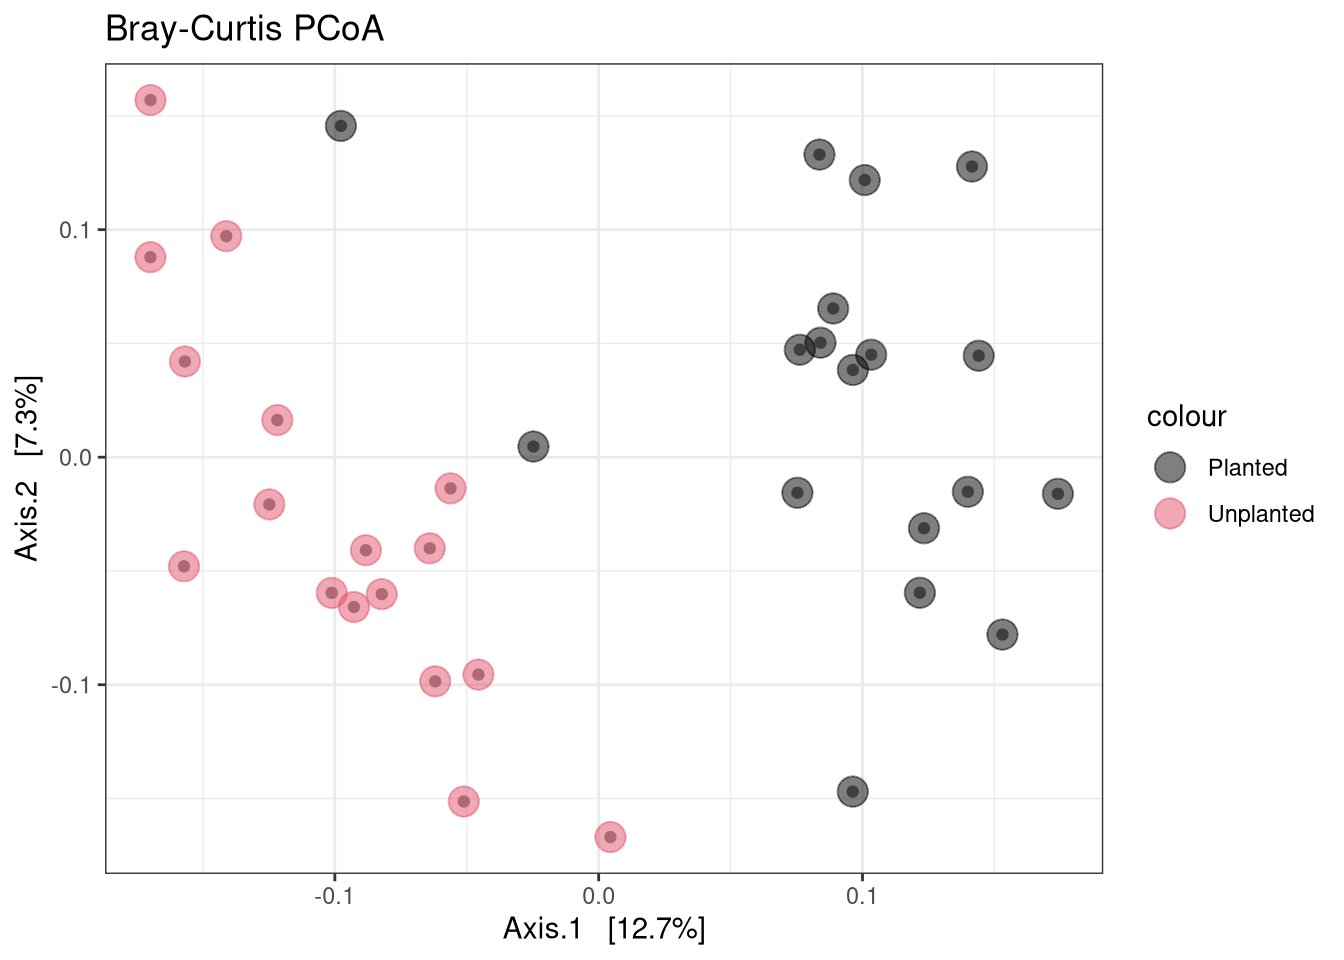 Bray-Curtis PCoA
0.1
0.0
-0.1
Axis.2 [7.3%]
-0.1
0.0
0.1
Axis.1 [12.7%]
colour
Planted
Unplanted